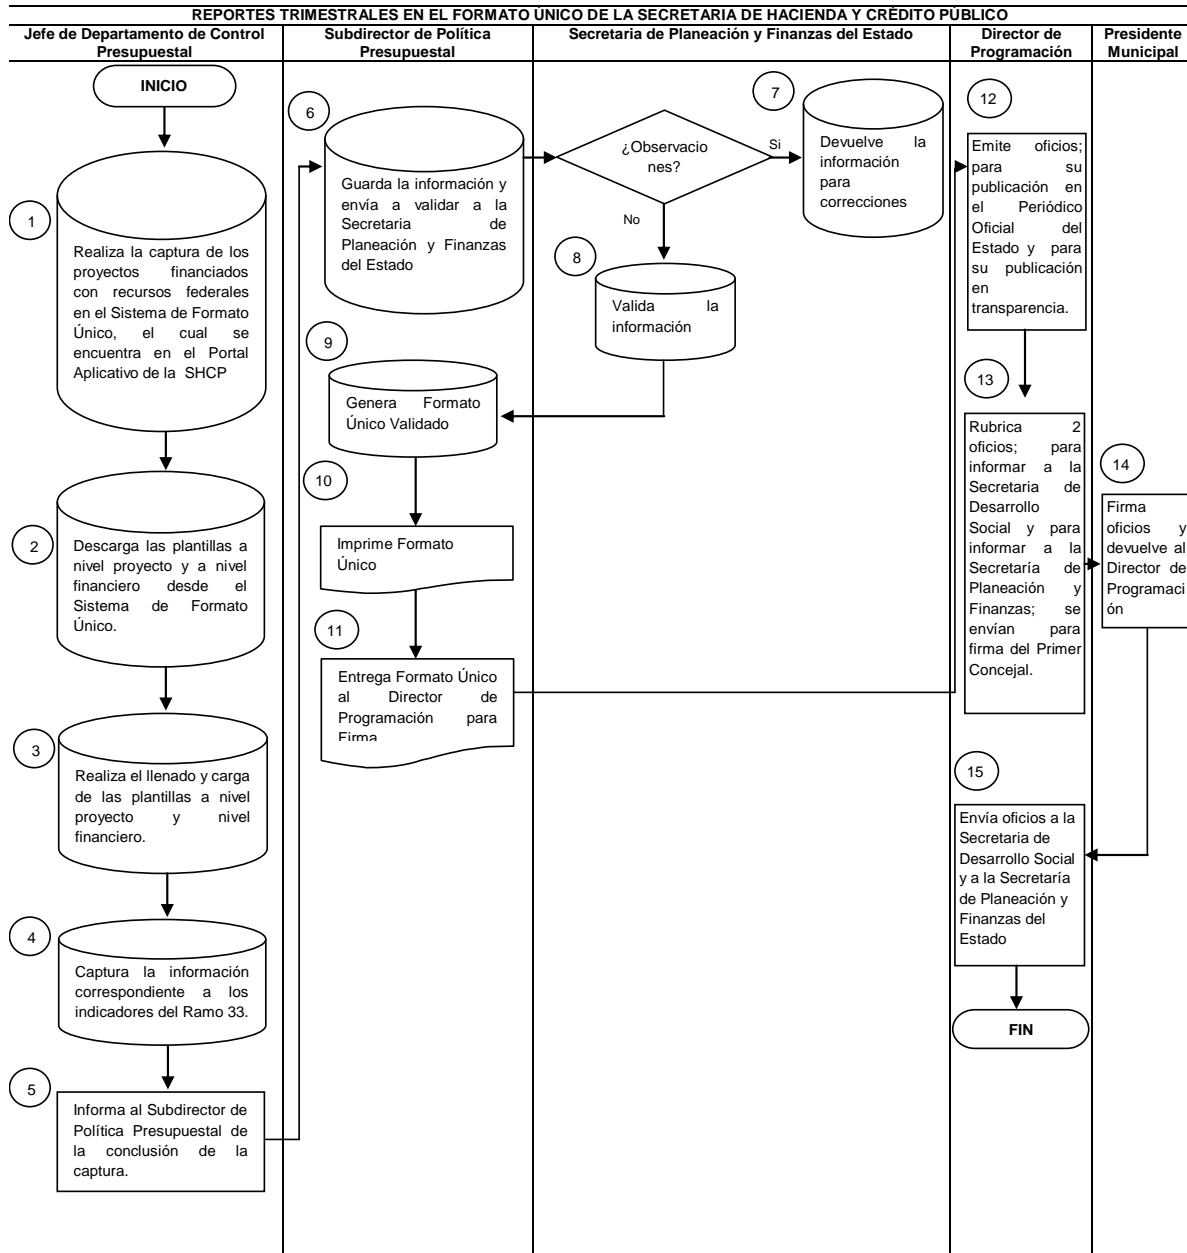 REPORTES TRIMESTRALES EN EL FORMATO ÚNICO DE LA SECRETARIA DE HACIENDA Y CRÉDITO PÚBLICO
Jefe de Departamento de Control
Presupuestal
Subdirector de Política
Presupuestal
Secretaria de Planeación y Finanzas del Estado
Director de
Programación
Presidente
Municipal
INICIO
1
Realiza la captura de los
proyectos financiados
con recursos federales
en el Sistema de Formato
Único, el cual se
encuentra en el Portal
Aplicativo de la SHCP
2
Descarga las plantillas a
nivel proyecto y a nivel
financiero desde el
Sistema de Formato
Único.
3
Realiza el llenado y carga
de las plantillas a nivel
proyecto y nivel
financiero.
4
Captura la información
correspondiente a los
indicadores del Ramo 33.
5
Informa al Subdirector de
Política Presupuestal de
la conclusión de la
captura.
6
Guarda la información y
envía a validar a la
Secretaria de
Planeación y Finanzas
del Estado
¿Observacio
nes?
Si
No
7
Devuelve la
información
para
correcciones
8
Valida la
información
9
Genera Formato
Único Validado
10
Imprime Formato
Único
11
Entrega Formato Único
al Director de
Programación para
Firma
12
Emite oficios;
para su
publicación en
el Periódico
Oficial del
Estado y para
su publicación
en
transparencia.
13
Rubrica 2
oficios; para
informar a la
Secretaria de
Desarrollo
Social y para
informar a la
Secretaría de
Planeación y
Finanzas; se
envían para
firma del Primer
Concejal.
14
Firma
oficios y
devuelve al
Director de
Programaci
ón
15
Envía oficios a la
Secretaria de
Desarrollo Social
y a la Secretaría
de Planeación y
Finanzas del
Estado
FIN